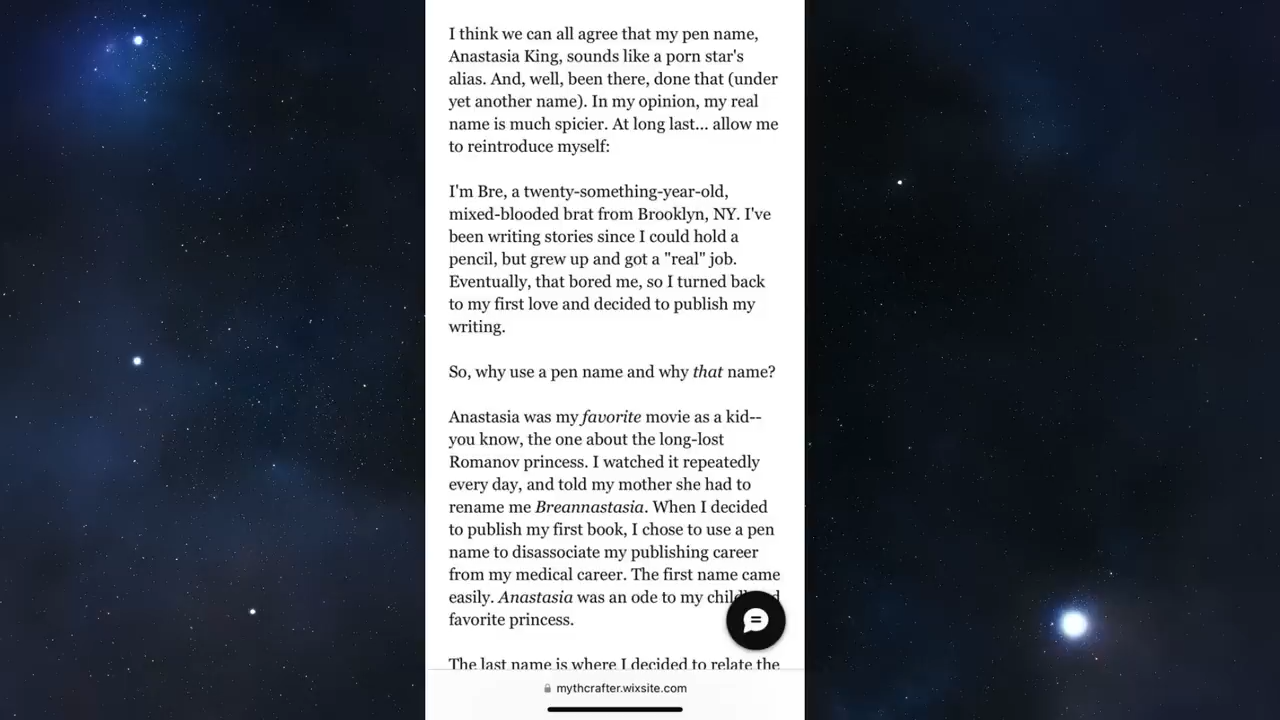 I think we can all agree that my pen name,
Anastasia King, sounds like a porn star's
alias. And, well, been there, done that (under
yet another name). In my opinion, my real
name is much spicier. At long last... allow me
to reintroduce myself:
I'm Bre, a twenty-something-year-old,
mixed-blooded brat from Brooklyn, NY. I've
been writing stories since I could hold a
pencil, but grew up and got a "real" job.
Eventually, that bored me, so I turned back
to my first love and decided to publish my
writing.
So, why use a pen name and why that name?
Anastasia was my favorite movie as a kid--
you know, the one about the long-lost
Romanov princess. I watched it repeatedly
every day, and told my mother she had to
rename me Breannastasia. When I decided
to publish my first book, I chose to use a pen
name to disassociate my publishing career
from my medical career. The first name came
easily. Anastasia was an ode to my
favorite princess.
The last name is where I decided to relate the
mythcrafter.wixsite.com